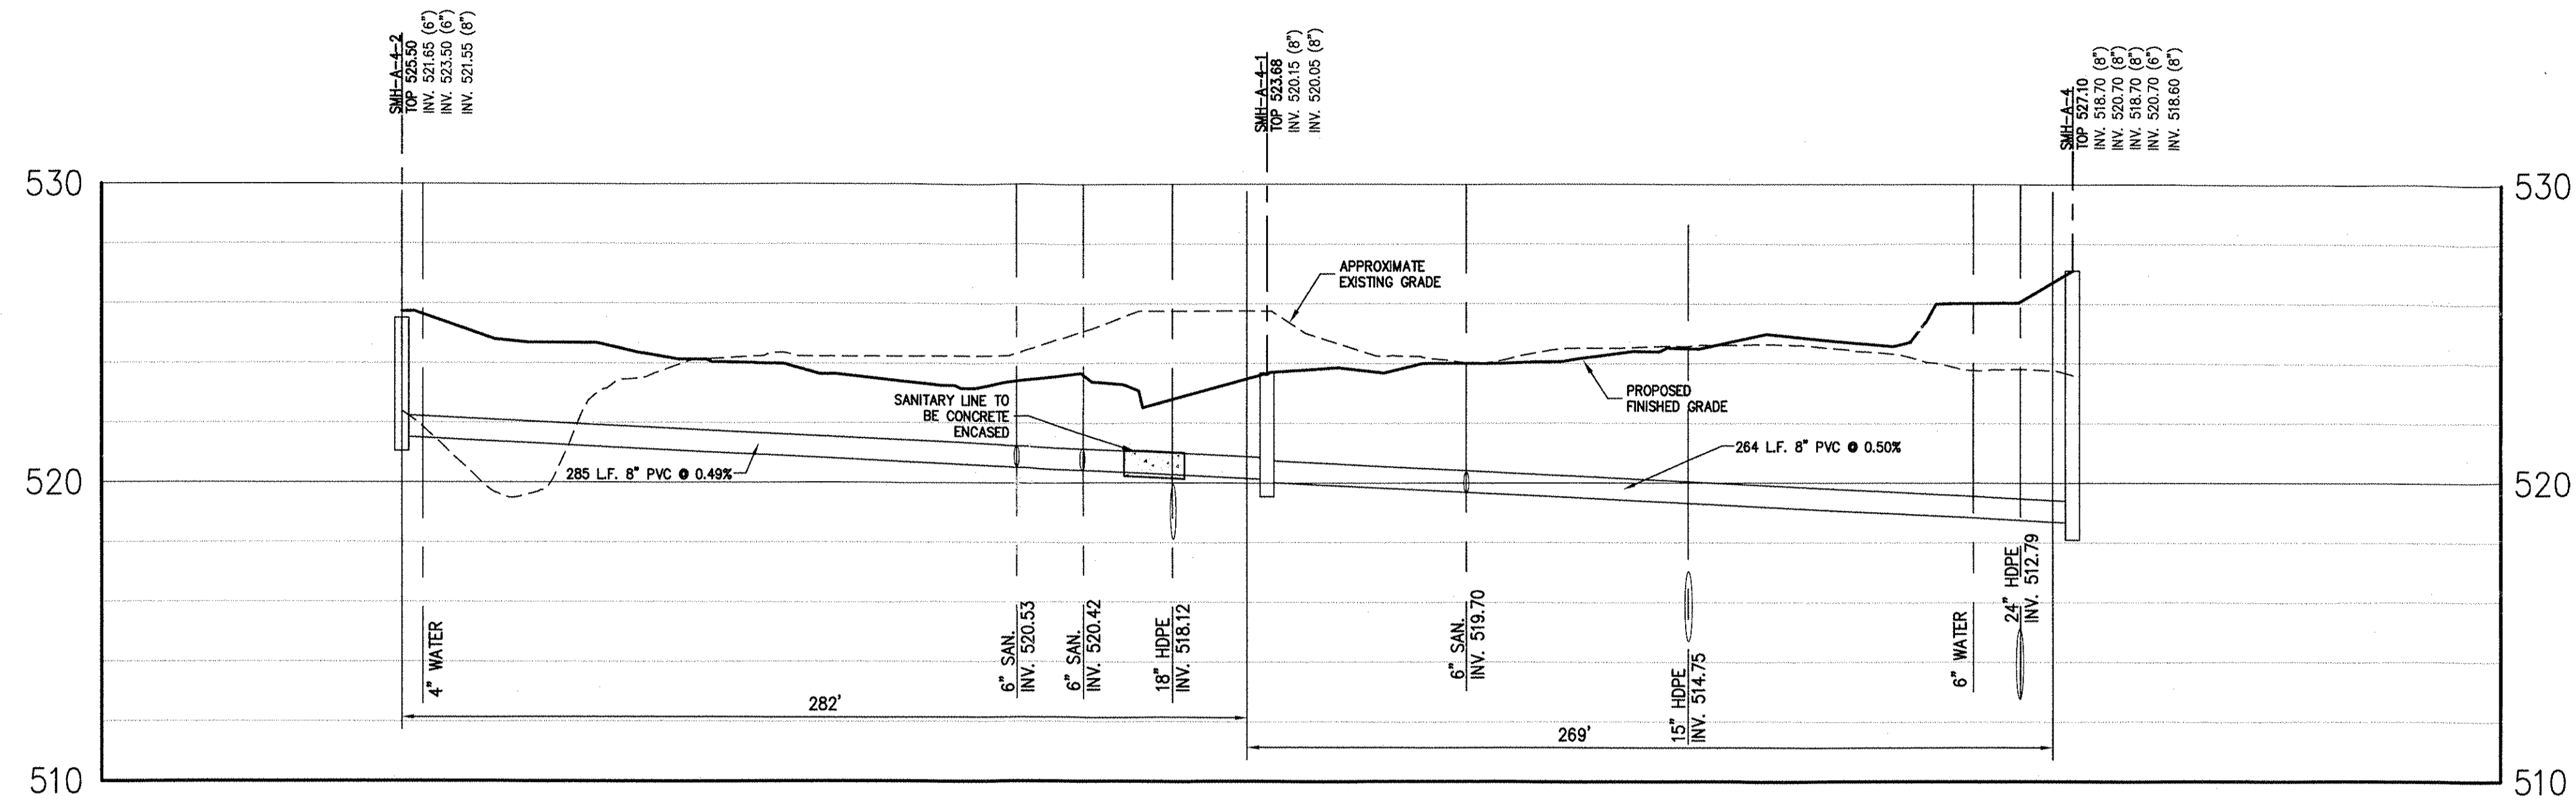 SMH-A-4-2
TOP 525.50
INV. 521.65 (6")
INV. 523.50 (6")
INV. 521.55 (8")
SMH-A-4-1
TOP 523.68
INV. 520.15 (8")
INV. 520.05 (8")
SMH-A-4
TOP 527.10
INV. 518.70 (8")
INV. 520.70 (8")
INV. 518.70 (8")
INV. 520.70 (6")
INV. 518.60 (8")
530
530
APPROXIMATE
EXISTING GRADE
SANITARY LINE TO
BE CONCRETE
ENCASED
PROPOSED
FINISHED GRADE
285 L.F. 8" PVC @ 0.49%
264 L.F. 8" PVC @ 0.50%
520
520
4" WATER
6" SAN.
INV. 520.53
6" SAN.
INV. 520.42
18" HDPE
INV. 518.12
6" SAN.
INV. 519.70
15" HDPE
INV. 514.75
6" WATER
24" HDPE
INV. 512.79
282'
269'
510
510